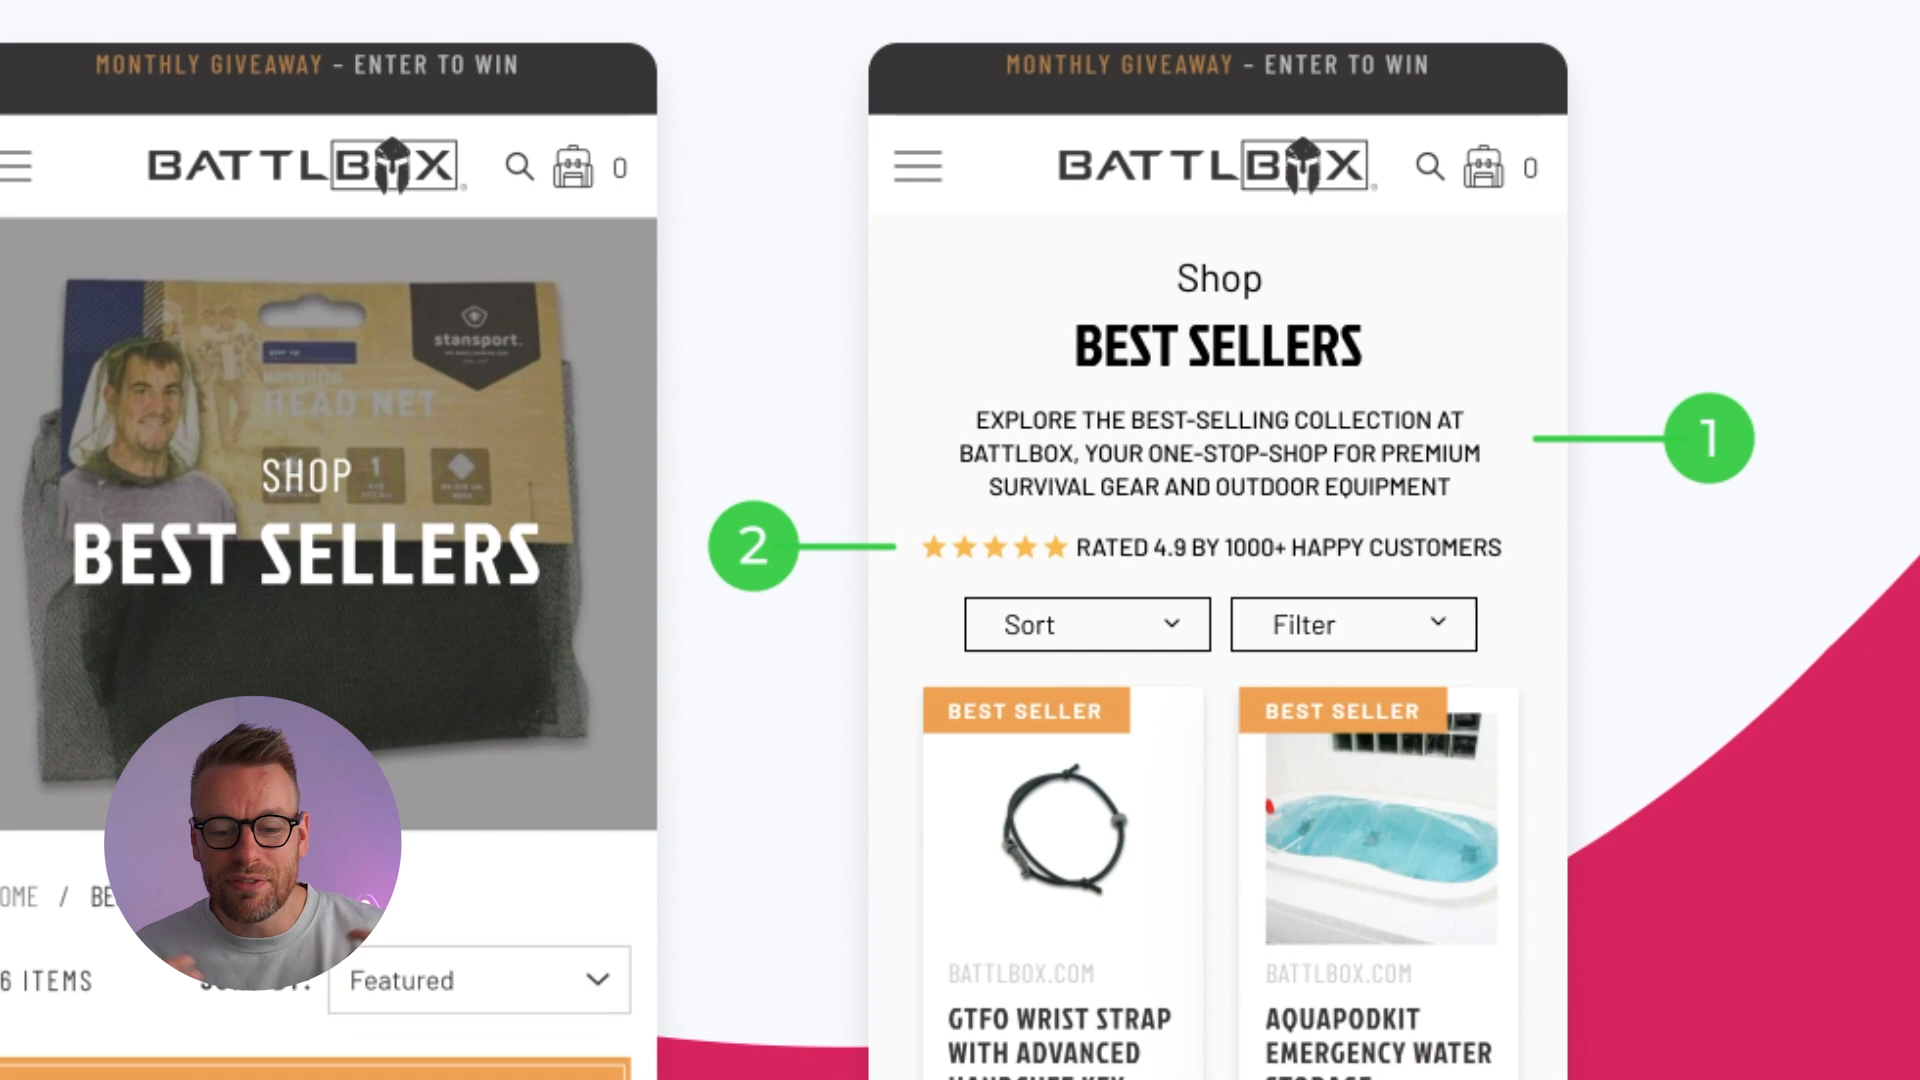 MONTHLY GIVEAWAY – ENTER TO WIN
BATTLBOX
0
stansport.
HEAD NET
1
SHOP
BEST SELLERS
OME / BE
6 ITEMS
Featured
MONTHLY GIVEAWAY – ENTER TO WIN
BATTLBOX
0
Shop
BEST SELLERS
EXPLORE THE BEST-SELLING COLLECTION AT
BATTLBOX, YOUR ONE-STOP-SHOP FOR PREMIUM
SURVIVAL GEAR AND OUTDOOR EQUIPMENT
1
2
RATED 4.9 BY 1000+ HAPPY CUSTOMERS
Sort
Filter
BEST SELLER
BEST SELLER
BATTLBOX.COM
BATTLBOX.COM
GTFO WRIST STRAP
WITH ADVANCED
AQUAPODKIT
EMERGENCY WATER